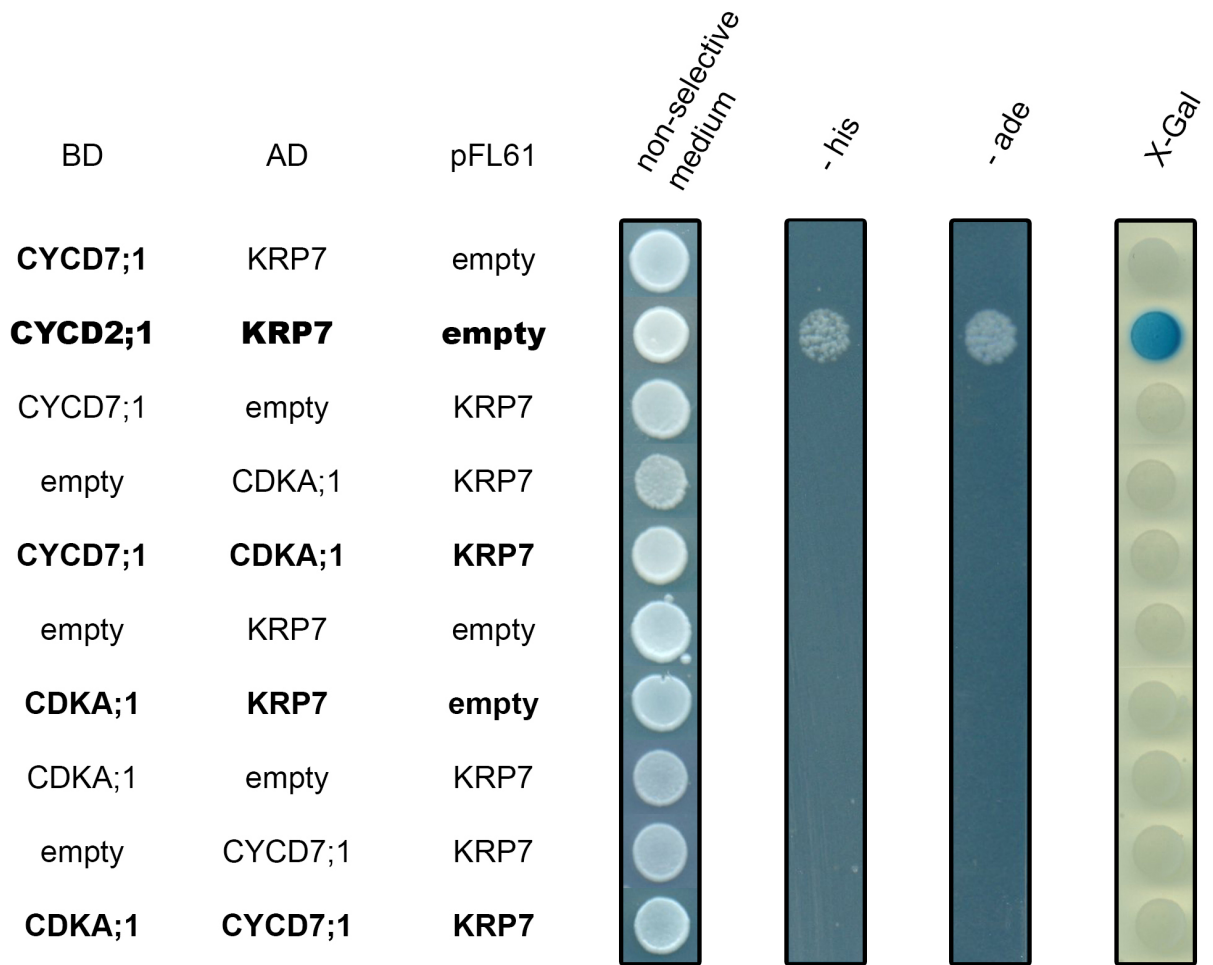 BD AD pFL61 non-selective medium - his - ade X-Gal
CYCD7;1 KRP7 empty
CYCD2;1 KRP7 empty
CYCD7;1 empty KRP7
empty CDKA;1 KRP7
CYCD7;1 CDKA;1 KRP7
empty KRP7 empty
CDKA;1 KRP7 empty
CDKA;1 empty KRP7
empty CYCD7;1 KRP7
CDKA;1 CYCD7;1 KRP7